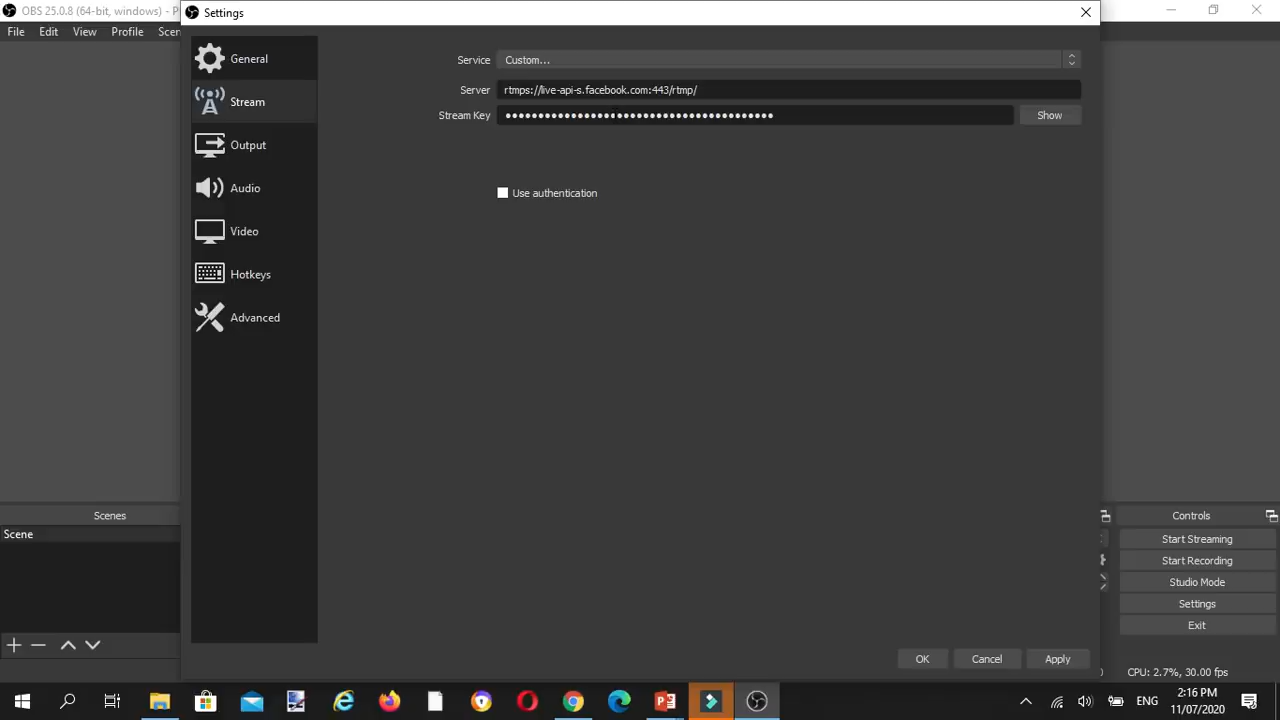 OBS 25.0.8 (64-bit, windows) - P
Settings
File Edit View Profile Scen
General
Stream
Output
Audio
Video
Hotkeys
Advanced
Service Custom...
Server rtmps://live-api-s.facebook.com:443/rtmp/
Stream Key ●●●●●●●●●●●●●●●●●●●●●●●●●●●●●●●●●●●●●●●●● Show
Use authentication
OK Cancel Apply
Scenes
Scene
Controls
Start Streaming
Start Recording
Studio Mode
Settings
Exit
CPU: 2.7%, 30.00 fps
ENG
2:16 PM
11/07/2020